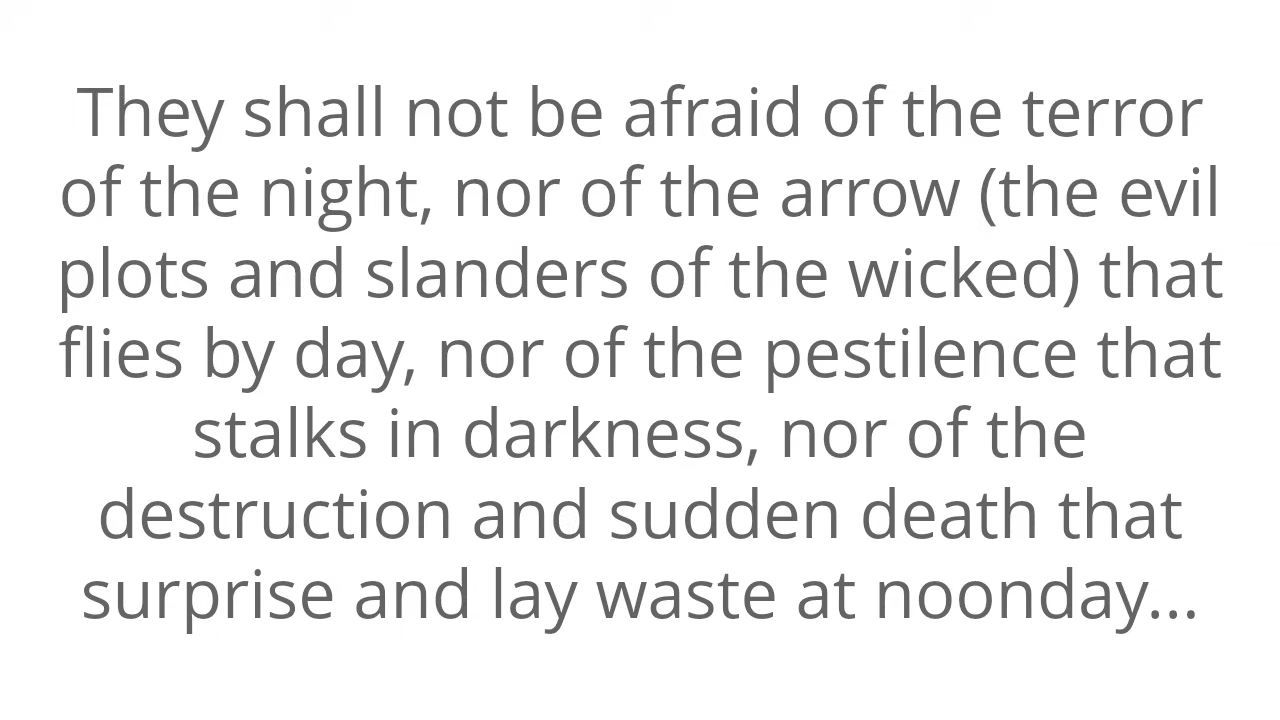 They shall not be afraid of the terror
of the night, nor of the arrow (the evil
plots and slanders of the wicked) that
flies by day, nor of the pestilence that
stalks in darkness, nor of the
destruction and sudden death that
surprise and lay waste at noonday...